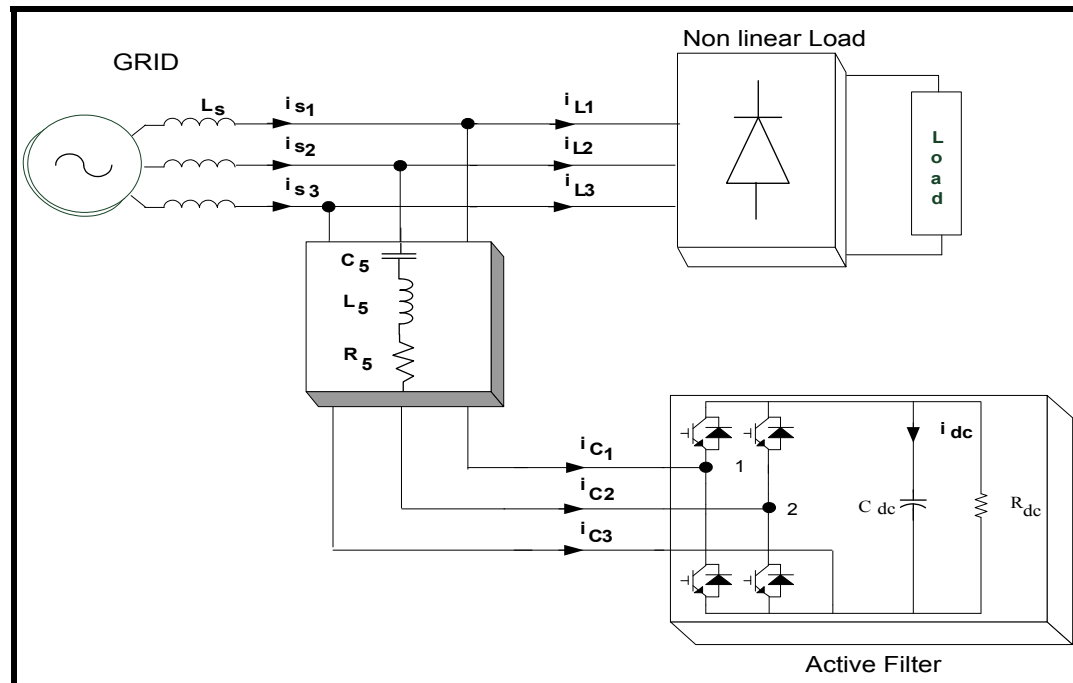 Non linear Load
GRID
Ls
is1
is2
is3
iL1
iL2
iL3
Load
C5
L5
R5
iC1
iC2
iC3
1
2
idc
Cdc
Rdc
Active Filter